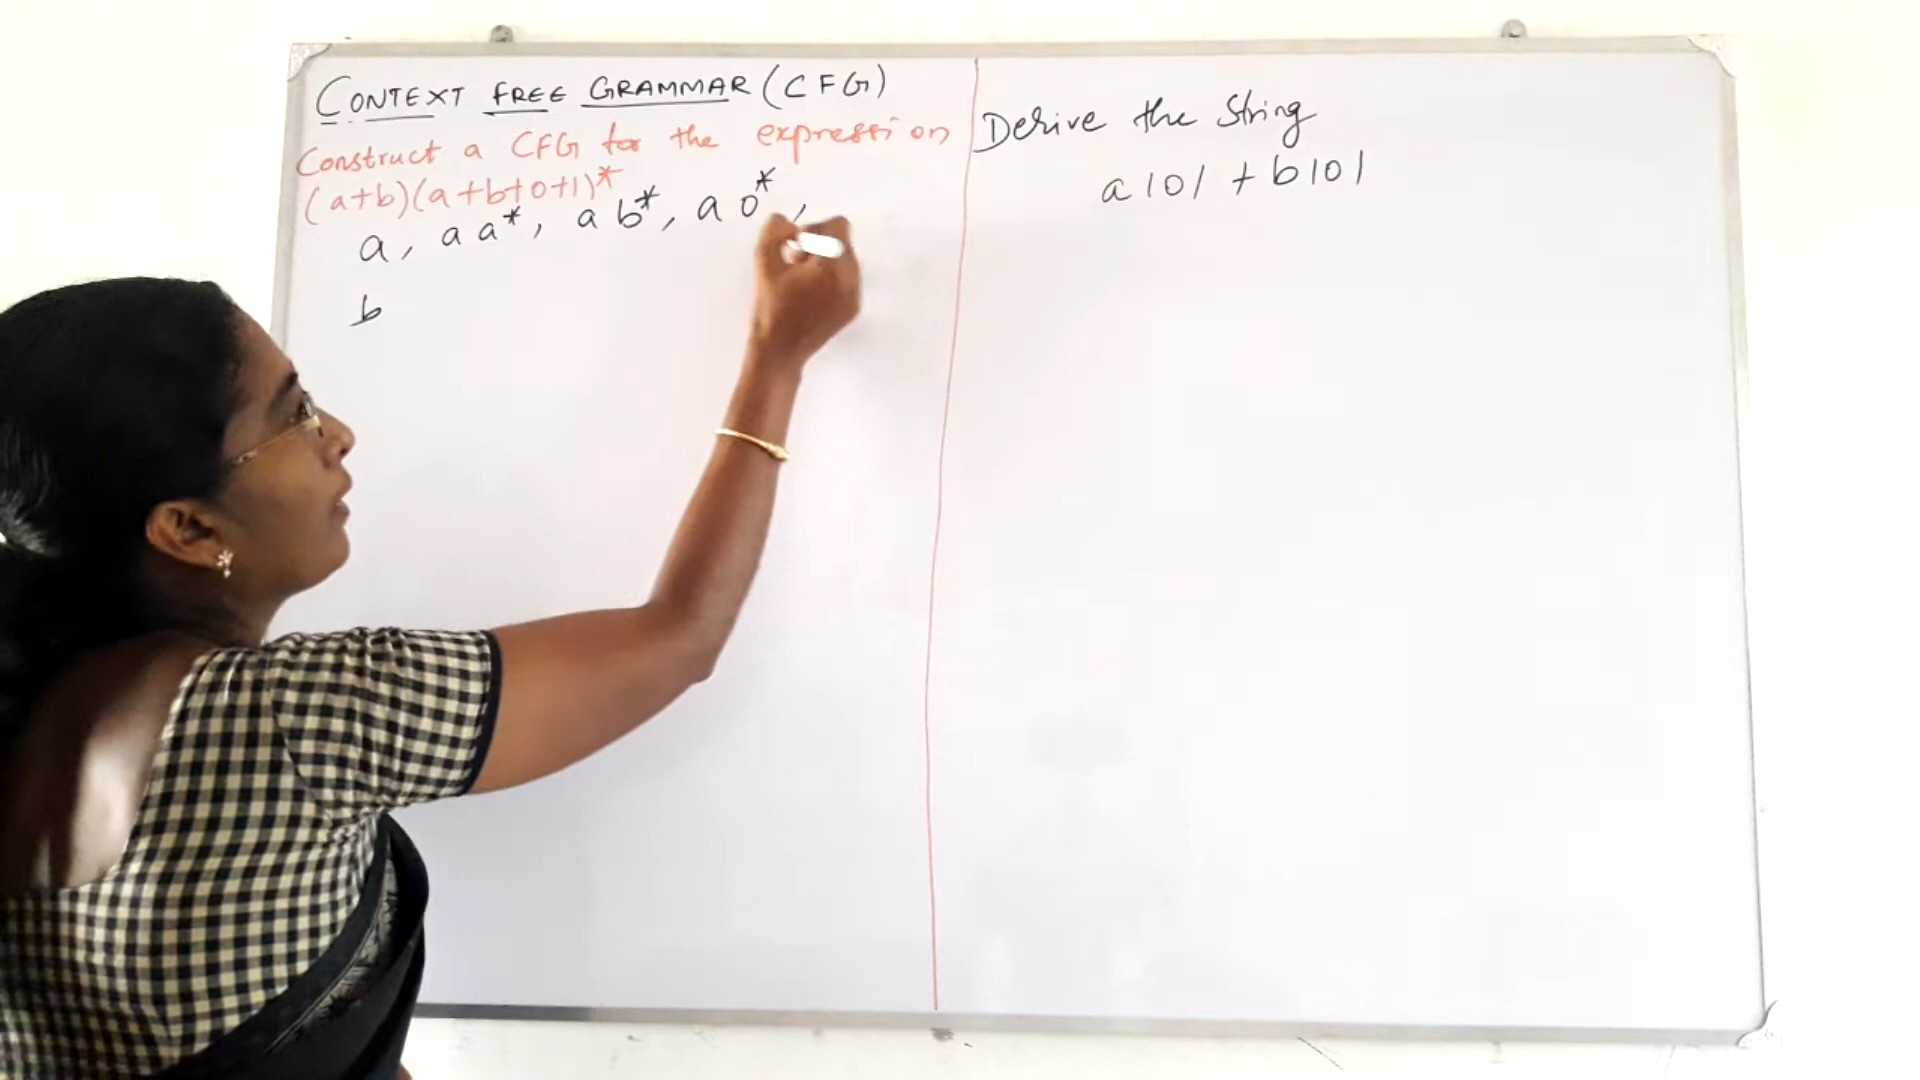 CONTEXT FREE GRAMMAR (CFG)
Construct a CFG for the expression
(a+b)(a+b+0+1)*
a, aa*, ab*, a0*,
b
Derive the String
a101 + b101